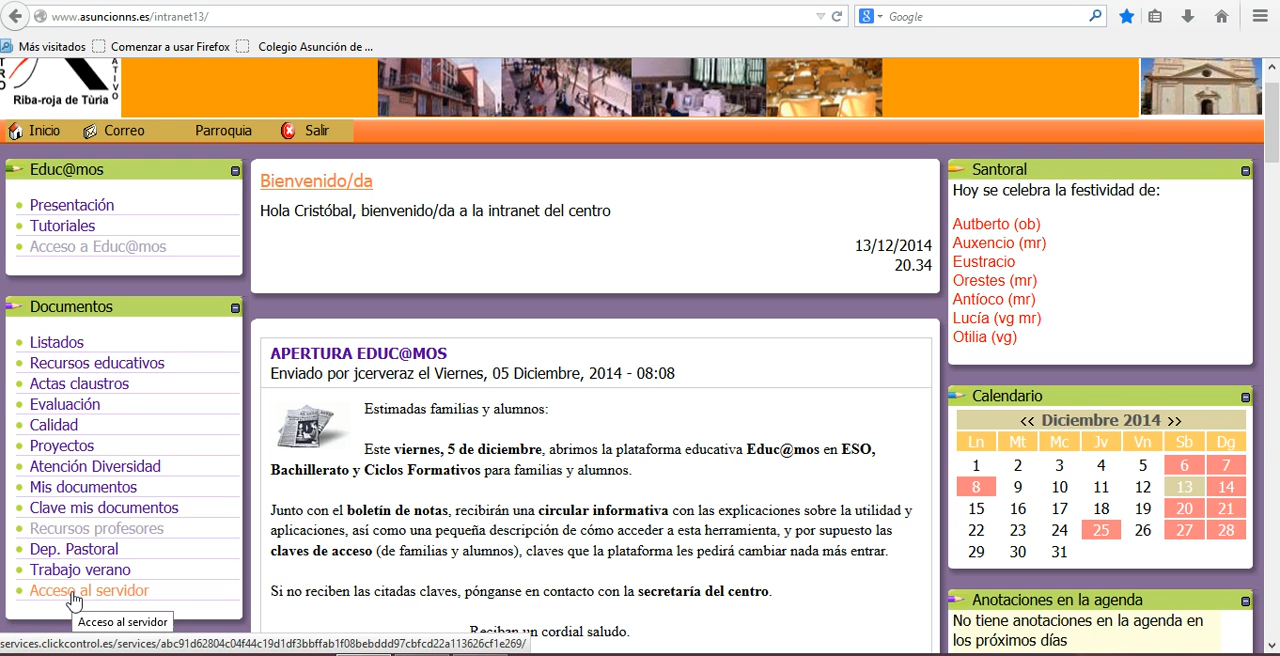 www.asuncionns.es/intranet13/
Google
Más visitados
Comenzar a usar Firefox
Colegio Asunción de ...
Riba-roja de Túria
Inicio
Correo
Parroquia
Salir
Educ@mos
Presentación
Tutoriales
Acceso a Educ@mos
Documentos
Listados
Recursos educativos
Actas claustros
Evaluación
Calidad
Proyectos
Atención Diversidad
Mis documentos
Clave mis documentos
Recursos profesores
Dep. Pastoral
Trabajo verano
Acceso al servidor
Acceso al servidor
services.clickcontrol.es/services/abc91d62804c04f44c19d1df3bbffab1f08bebddd97cbfcd22a113626cf1e269/
Bienvenido/da
Hola Cristóbal, bienvenido/da a la intranet del centro
13/12/2014
20.34
APERTURA EDUC@MOS
Enviado por jcerveraz el Viernes, 05 Diciembre, 2014 - 08:08
Estimadas familias y alumnos:
Este viernes, 5 de diciembre, abrimos la plataforma educativa Educ@mos en ESO,
Bachillerato y Ciclos Formativos para familias y alumnos.
Junto con el boletín de notas, recibirán una circular informativa con las explicaciones sobre la utilidad y
aplicaciones, así como una pequeña descripción de cómo acceder a esta herramienta, y por supuesto las
claves de acceso (de familias y alumnos), claves que la plataforma les pedirá cambiar nada más entrar.
Si no reciben las citadas claves, pónganse en contacto con la secretaría del centro.
Reciban un cordial saludo.
Santoral
Hoy se celebra la festividad de:
Autberto (ob)
Auxencio (mr)
Eustracio
Orestes (mr)
Antíoco (mr)
Lucía (vg mr)
Otilia (vg)
Calendario
<< Diciembre 2014 >>
Ln Mt Mc Jv Vn Sb Dg
1 2 3 4 5 6 7
8 9 10 11 12 13 14
15 16 17 18 19 20 21
22 23 24 25 26 27 28
29 30 31
Anotaciones en la agenda
No tiene anotaciones en la agenda en
los próximos días